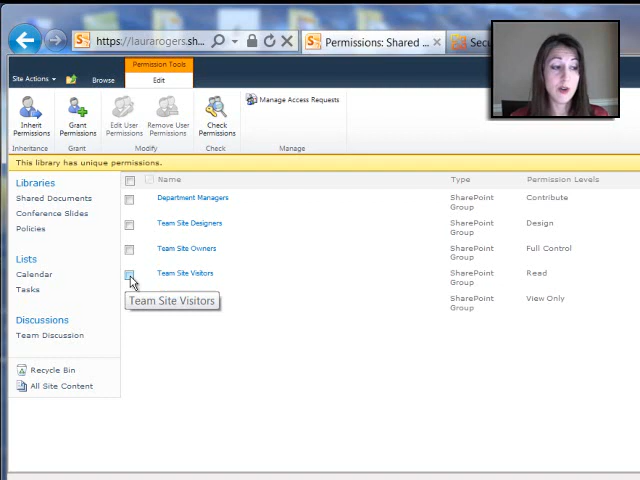 https://laurarogers.sh...
Permissions: Shared ...
Secu
Permission Tools
Site Actions
Browse
Edit
Inherit Permissions
Grant Permissions
Edit User Permissions
Remove User Permissions
Check Permissions
Manage Access Requests
Inheritance
Grant
Modify
Check
Manage
This library has unique permissions.
Libraries
Shared Documents
Conference Slides
Policies
Lists
Calendar
Tasks
Discussions
Team Discussion
Recycle Bin
All Site Content
Name
Type
Permission Levels
Department Managers
SharePoint Group
Contribute
Team Site Designers
SharePoint Group
Design
Team Site Owners
SharePoint Group
Full Control
Team Site Visitors
SharePoint Group
Read
Team Site Visitors
SharePoint Group
View Only